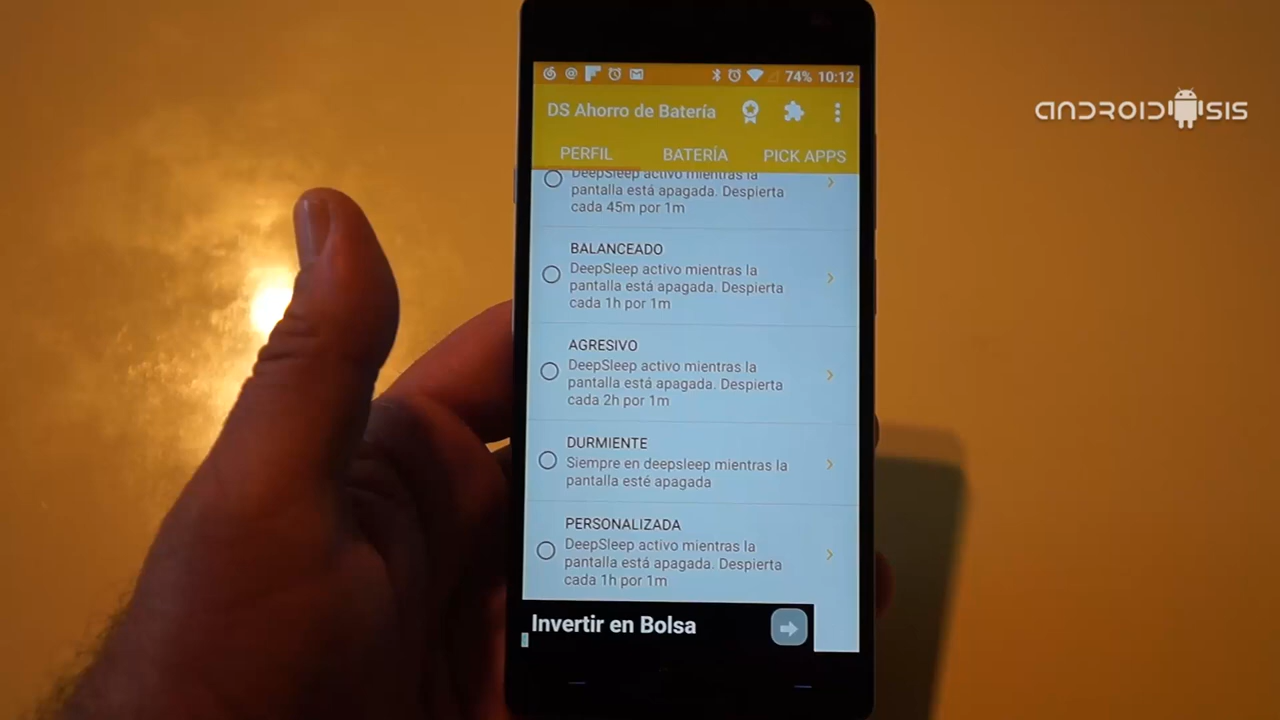 74% 10:12
DS Ahorro de Batería
PERFIL BATERÍA PICK APPS
DeepSleep activo mientras la
pantalla está apagada. Despierta
cada 45m por 1m
BALANCEADO
DeepSleep activo mientras la
pantalla está apagada. Despierta
cada 1h por 1m
AGRESIVO
DeepSleep activo mientras la
pantalla está apagada. Despierta
cada 2h por 1m
DURMIENTE
Siempre en deepsleep mientras la
pantalla esté apagada
PERSONALIZADA
DeepSleep activo mientras la
pantalla está apagada. Despierta
cada 1h por 1m
Invertir en Bolsa
ANDROIDSIS